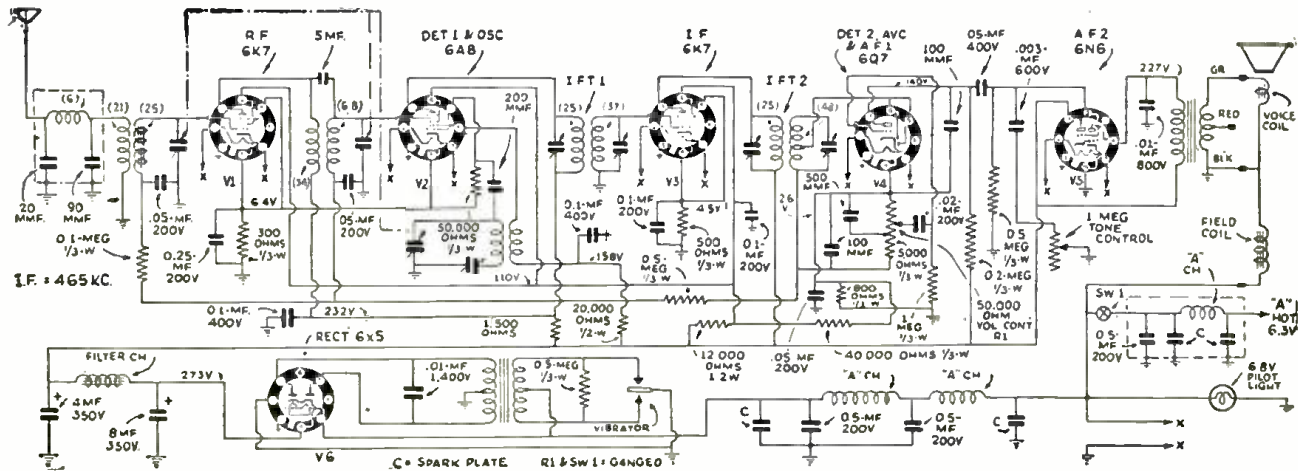 R F
6K7
5MF.
DET 1 & OSC
6A8
I F
6K7
DET 2, AVC
& A F 1
6Q7
100
MMF
.05-MF
400V
.003-
MF
600V
A F 2
6N6
227V
GR
RED
BLK
VOICE
COIL
(6)
(21)
(25)
(68)
(36)
200
MMF
I F T 1
(25)
(37)
I F T 2
(25)
(48)
140V
.01-
MF
800V
V1
V2
V3
V4
V5
X
X
X
X
X
X
X
X
X
X
20
MMF.
90
MMF
.05-MF.
200V
0.1-MEG
1/3-W
I.F. = 465 KC.
6.4V
0.25-
MF
200V
300
OHMS
1/3-W
.05-MF
200V
50,000
OHMS
1/3-W
110V
0.1-MF
400V
158V
0.1-MF
200V
500
OHMS
1/3-W
4.5V
0.1-
MF
200V
0.5-
MEG
1/3-W
2.6
V
500
MMF
100
MMF
.02-MF
200V
5000
OHMS
1/3-W
800
OHMS
1/3-W
1-
MEG
1/3-W
50,000
OHM
VOL CONT
R1
0.5
MEG
1/3-W
0.2-MEG
1/3-W
1 MEG
TONE
CONTROL
FIELD
COIL
"A"
CH
SW 1
"A"
HOT
6.3V
0.5-
MF
200V
C
0.1-MF
400V
232V
1,500
OHMS
20,000
OHMS
1/2-W
12,000
OHMS
1.2W
.05 MF
200V
40,000 OHMS 1/3-W
FILTER CH
RECT 6X5
273V
4MF
350V
8MF
350V.
V6
.01-MF
1,400V
0.5-MEG
1/3-W
VIBRATOR
"A" CH
"A" CH
C
0.5-MF
200V
0.5-
MF
200V
C
6.8V
PILOT
LIGHT
X
X
C = SPARK PLATE
R1 & SW 1 = GANGED